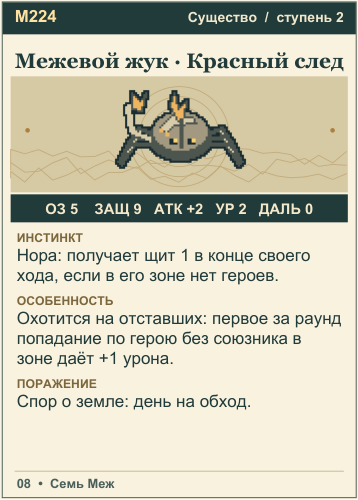 M224
Существо / ступень 2
Межевой жук · Красный след
ОЗ 5 ЗАЩ 9 АТК +2 УР 2 ДАЛЬ 0
ИНСТИНКТ
Нора: получает щит 1 в конце своего
хода, если в его зоне нет героев.
ОСОБЕННОСТЬ
Охотится на отставших: первое за раунд
попадание по герою без союзника в
зоне даёт +1 урона.
ПОРАЖЕНИЕ
Спор о земле: день на обход.
08 • Семь Меж